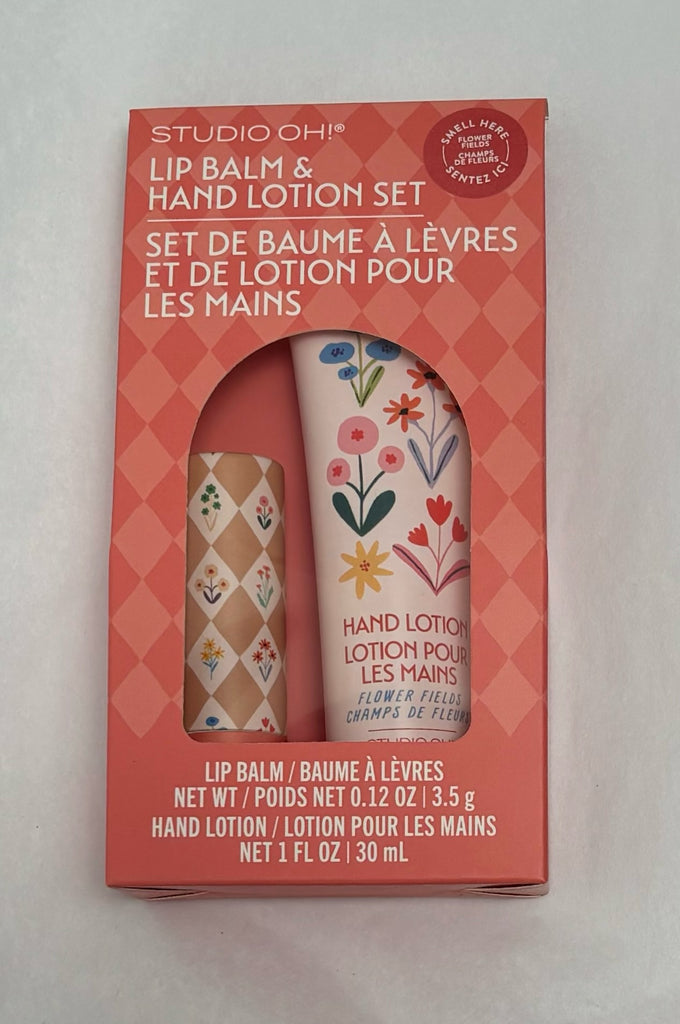 STUDIO OH!®
LIP BALM &
HAND LOTION SET
SET DE BAUME À LÈVRES
ET DE LOTION POUR
LES MAINS
SMELL HERE
FLOWER
FIELDS
CHAMPS
DE FLEURS
SENTEZ ICI
HAND LOTION
LOTION POUR
LES MAINS
FLOWER FIELDS
CHAMPS DE FLEURS
STUDIO OH!
LIP BALM / BAUME À LÈVRES
NET WT / POIDS NET 0.12 OZ | 3.5 g
HAND LOTION / LOTION POUR LES MAINS
NET 1 FL OZ | 30 mL